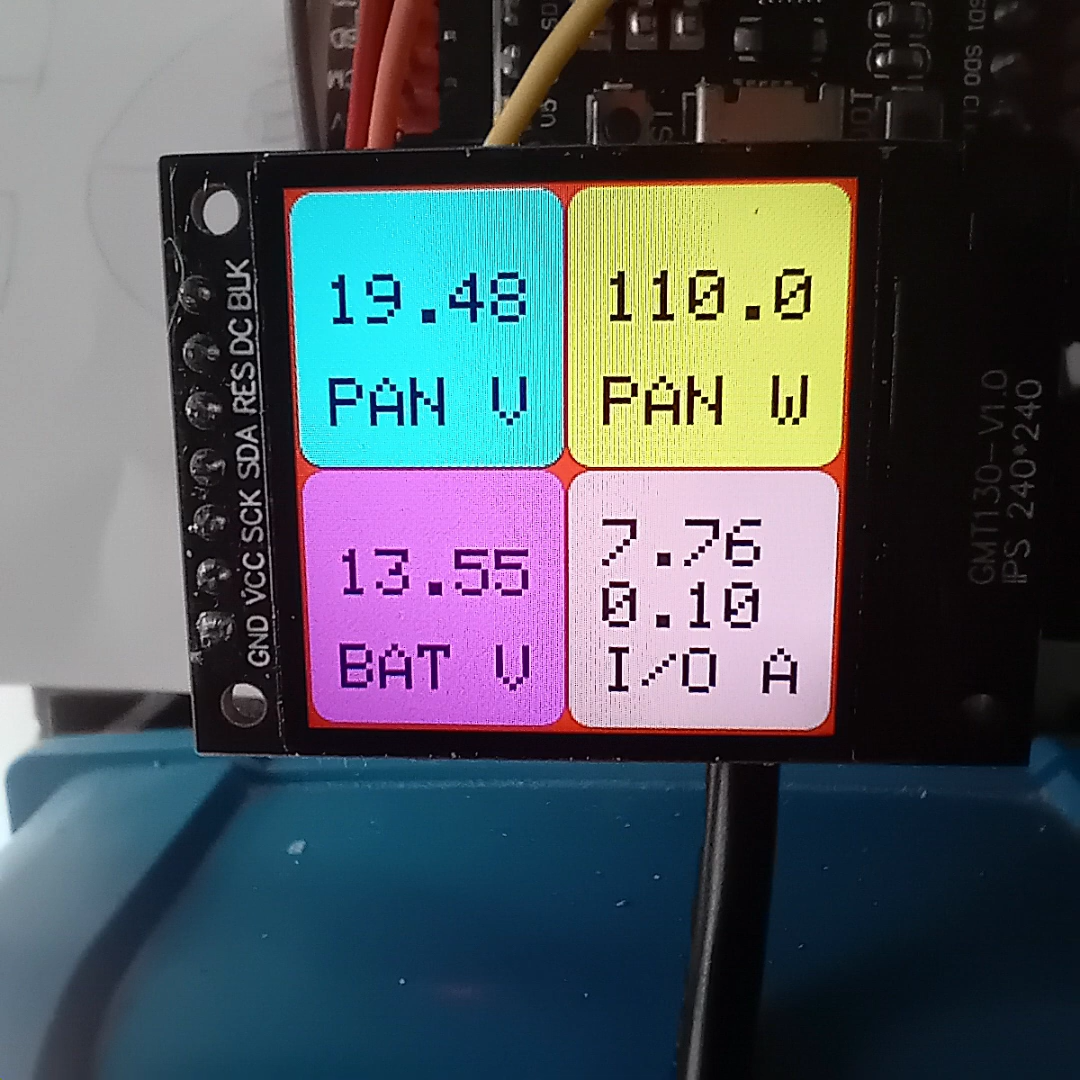 19.48
PAN V
110.0
PAN W
13.55
BAT V
7.76
0.10
I/O A
GND VCC SCK SDA RES DC BLK
GMT130-V1.0
IPS 240*240